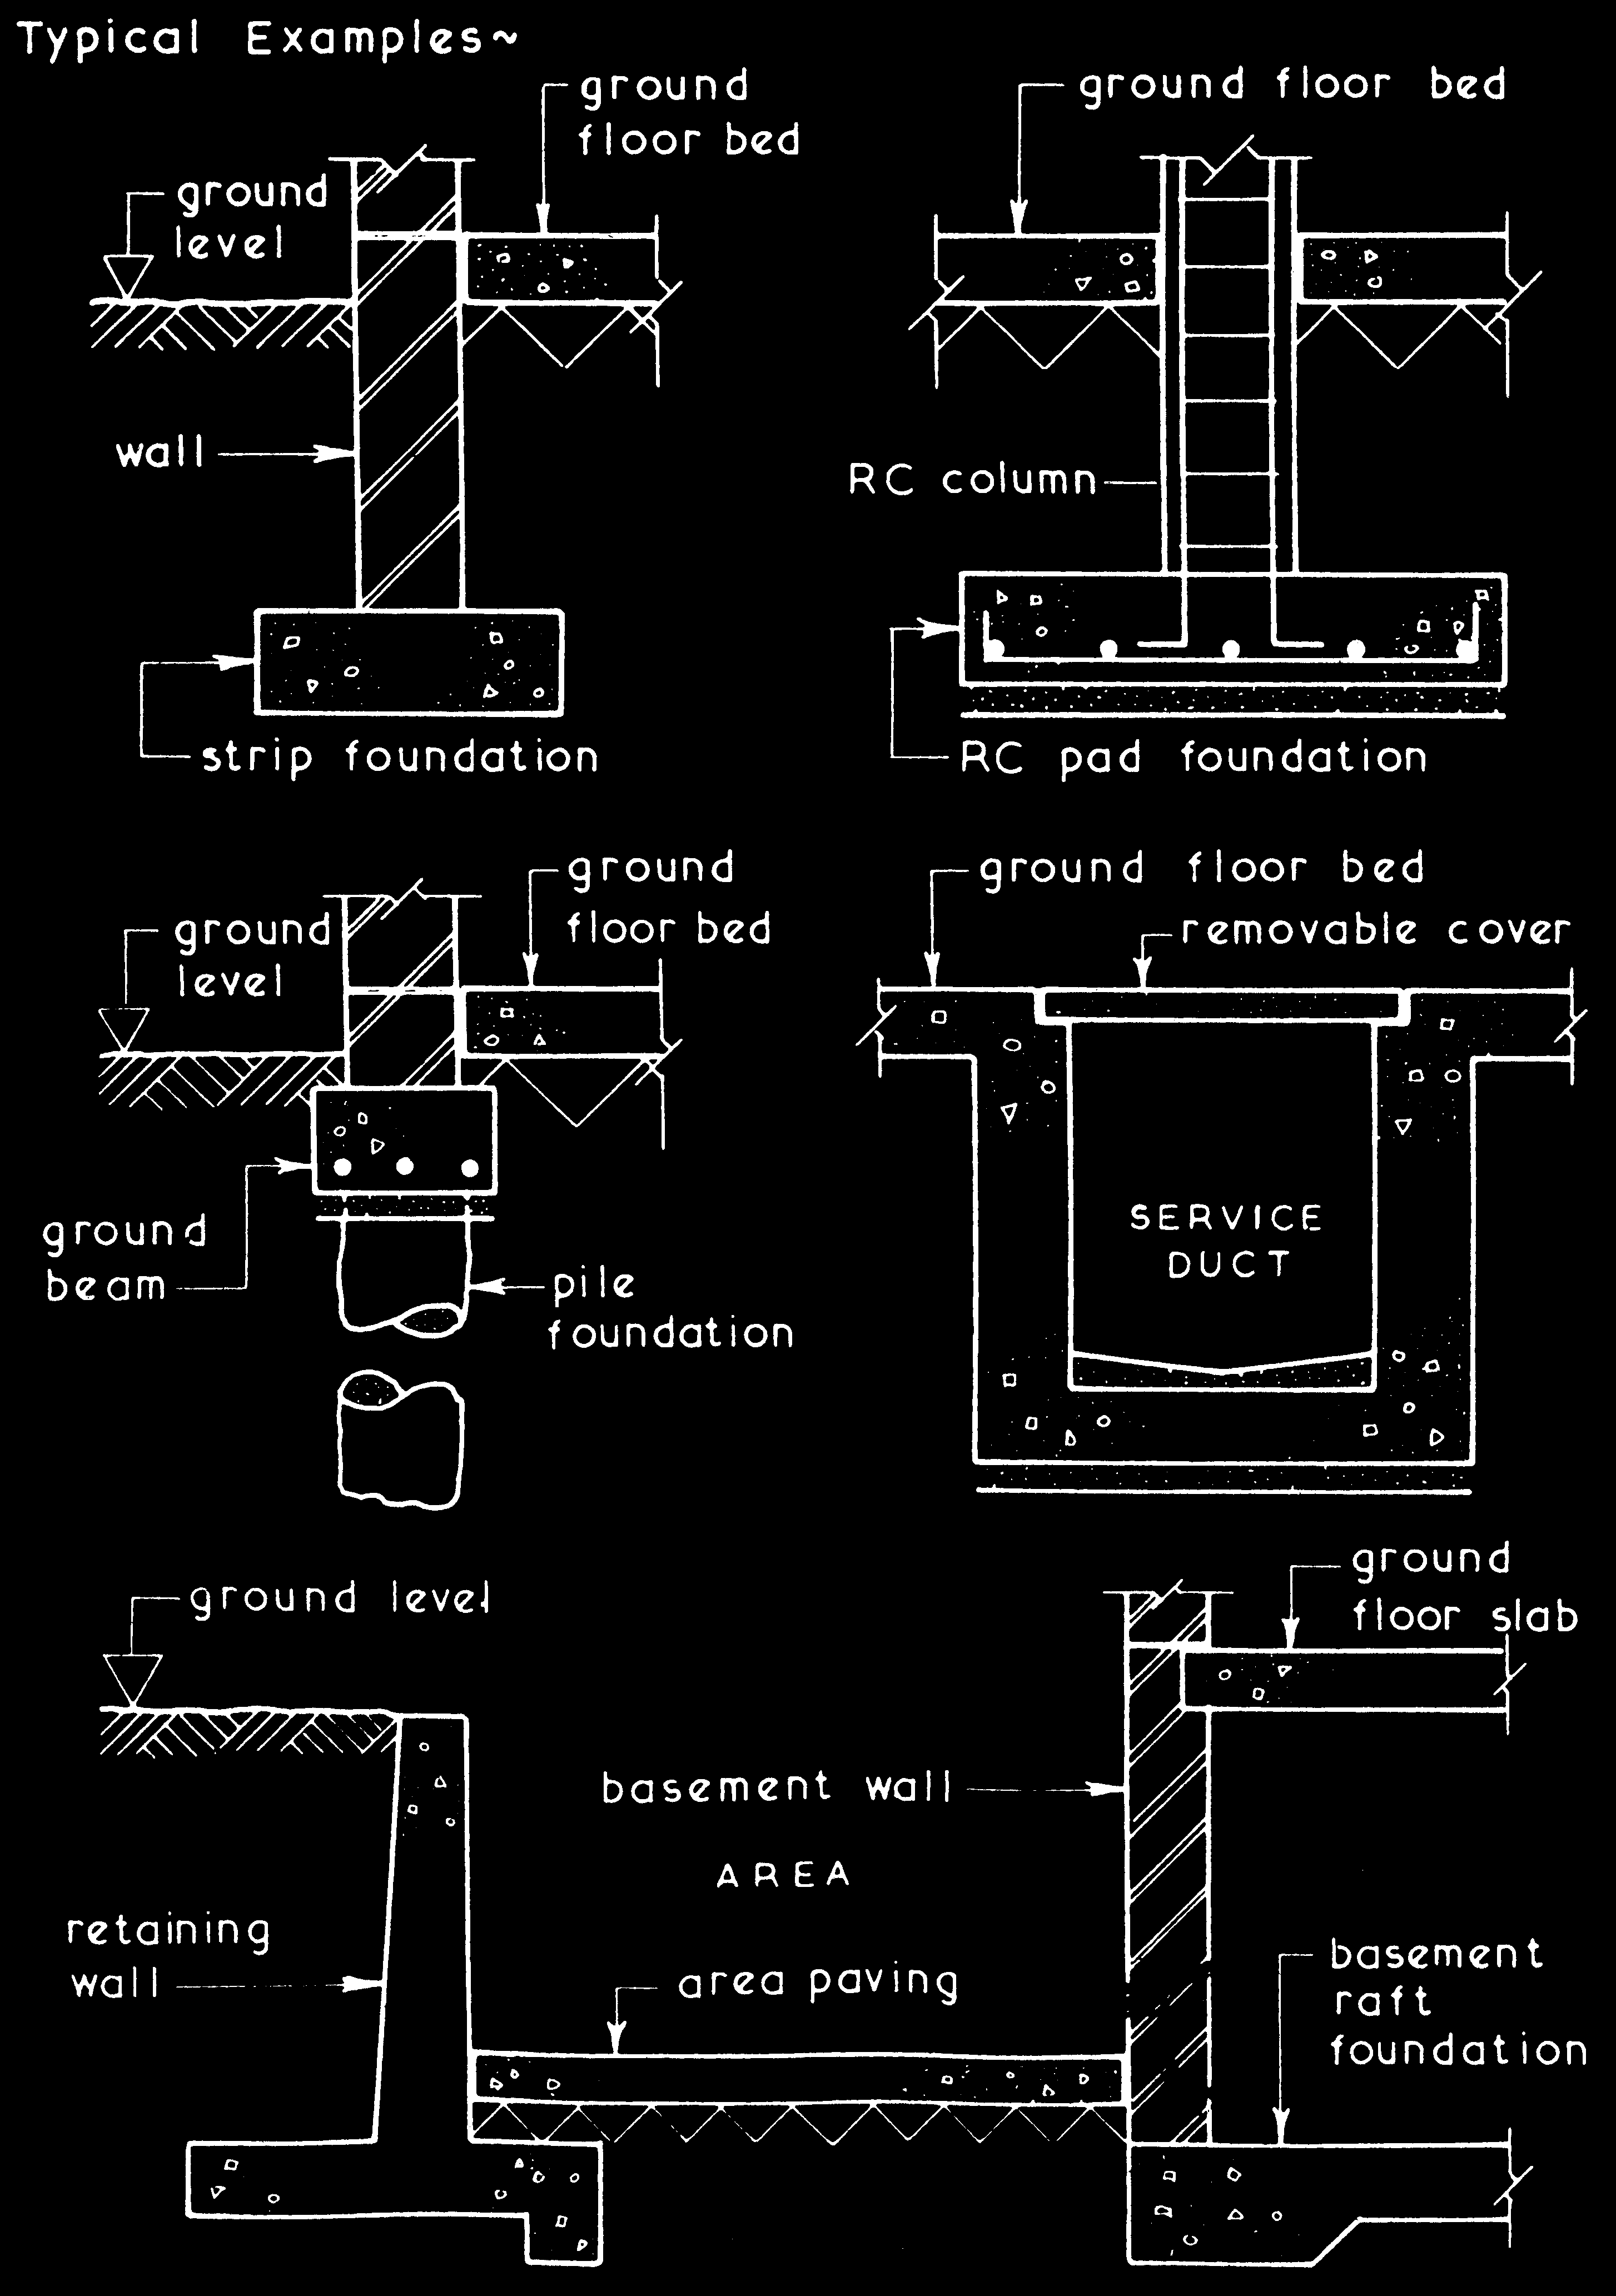 Typical Examples~
ground
floor bed
ground
level
wall
strip foundation
ground floor bed
RC column
RC pad foundation
ground
floor bed
ground
level
ground
beam
pile
foundation
ground floor bed
removable cover
SERVICE
DUCT
ground level
ground
floor slab
basement wall
AREA
retaining
wall
area paving
basement
raft
foundation